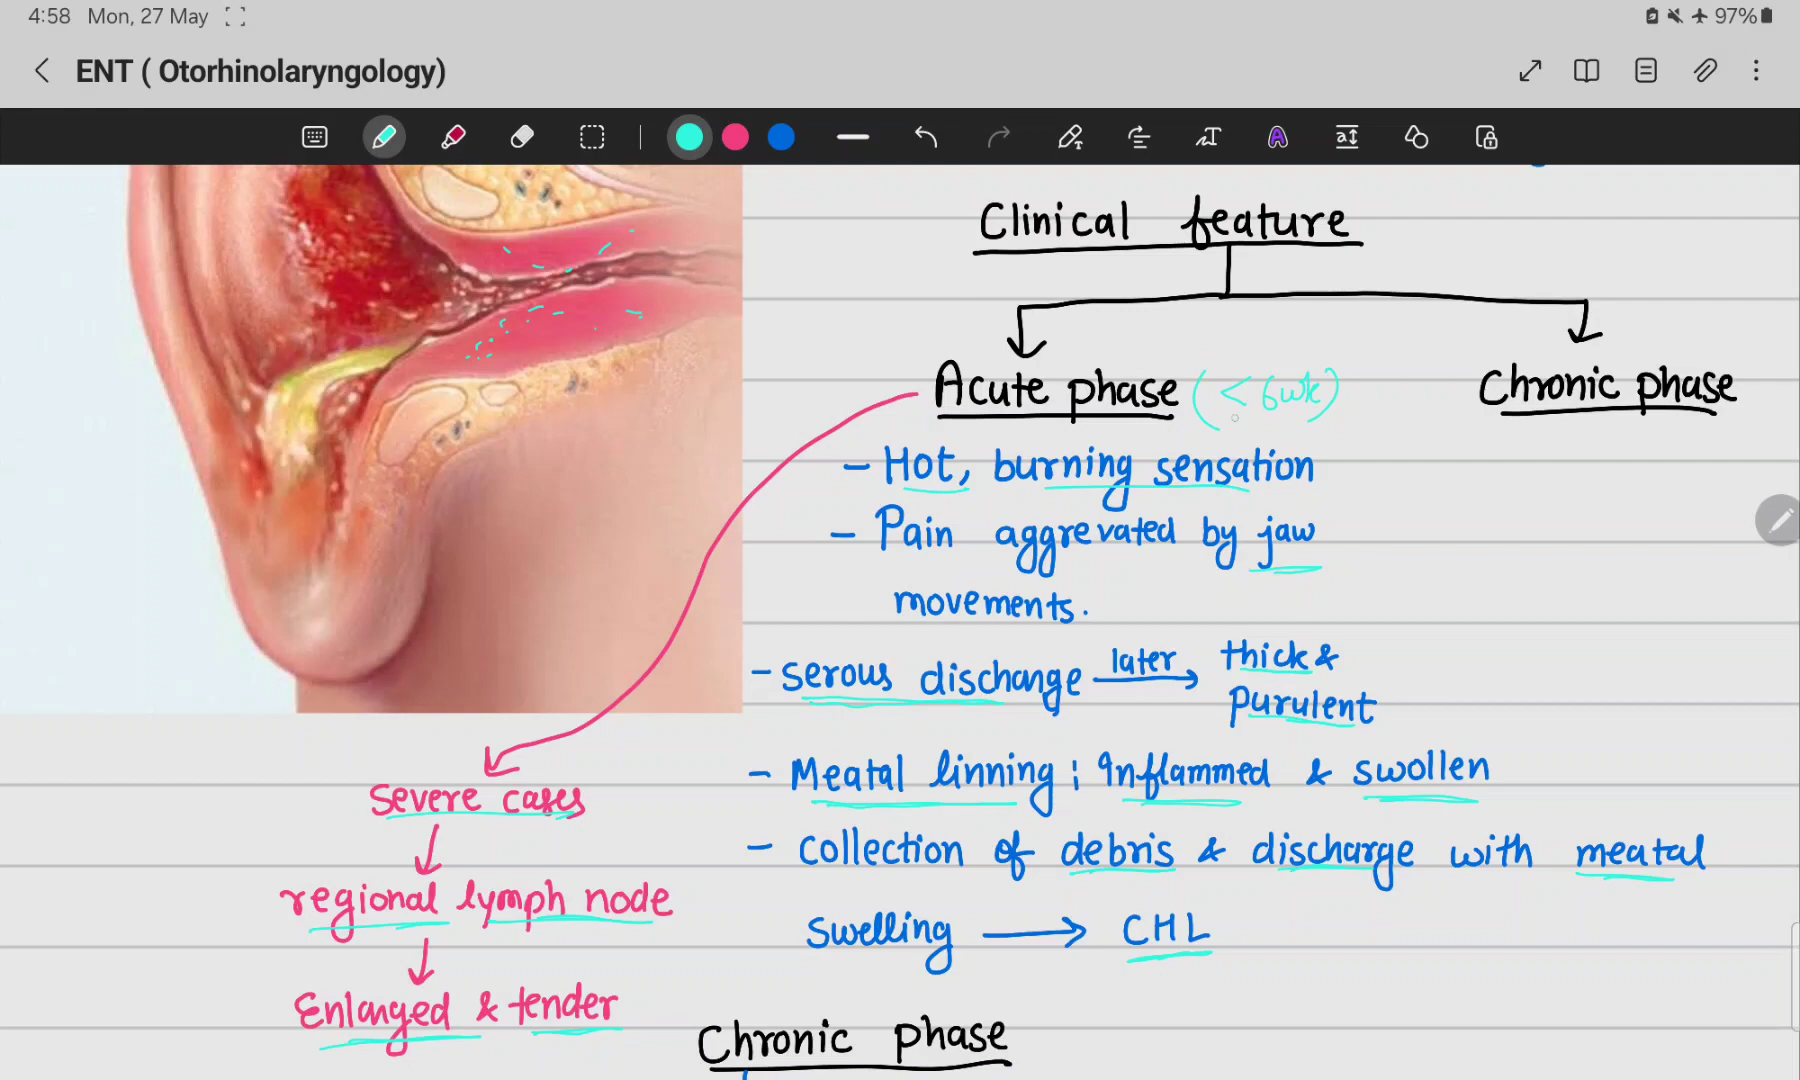 4:58 Mon, 27 May
97%
ENT ( Otorhinolaryngology)
Clinical feature
Acute phase (< 6wk)
Chronic phase
- Hot, burning sensation
- Pain aggrevated by jaw
movements.
- serous discharge later → thick &
purulent
- Meatal linning : Inflammed & swollen
- collection of debris & discharge with meatal
swelling → CHL
Severe cases
regional lymph node
Enlarged & tender
Chronic phase